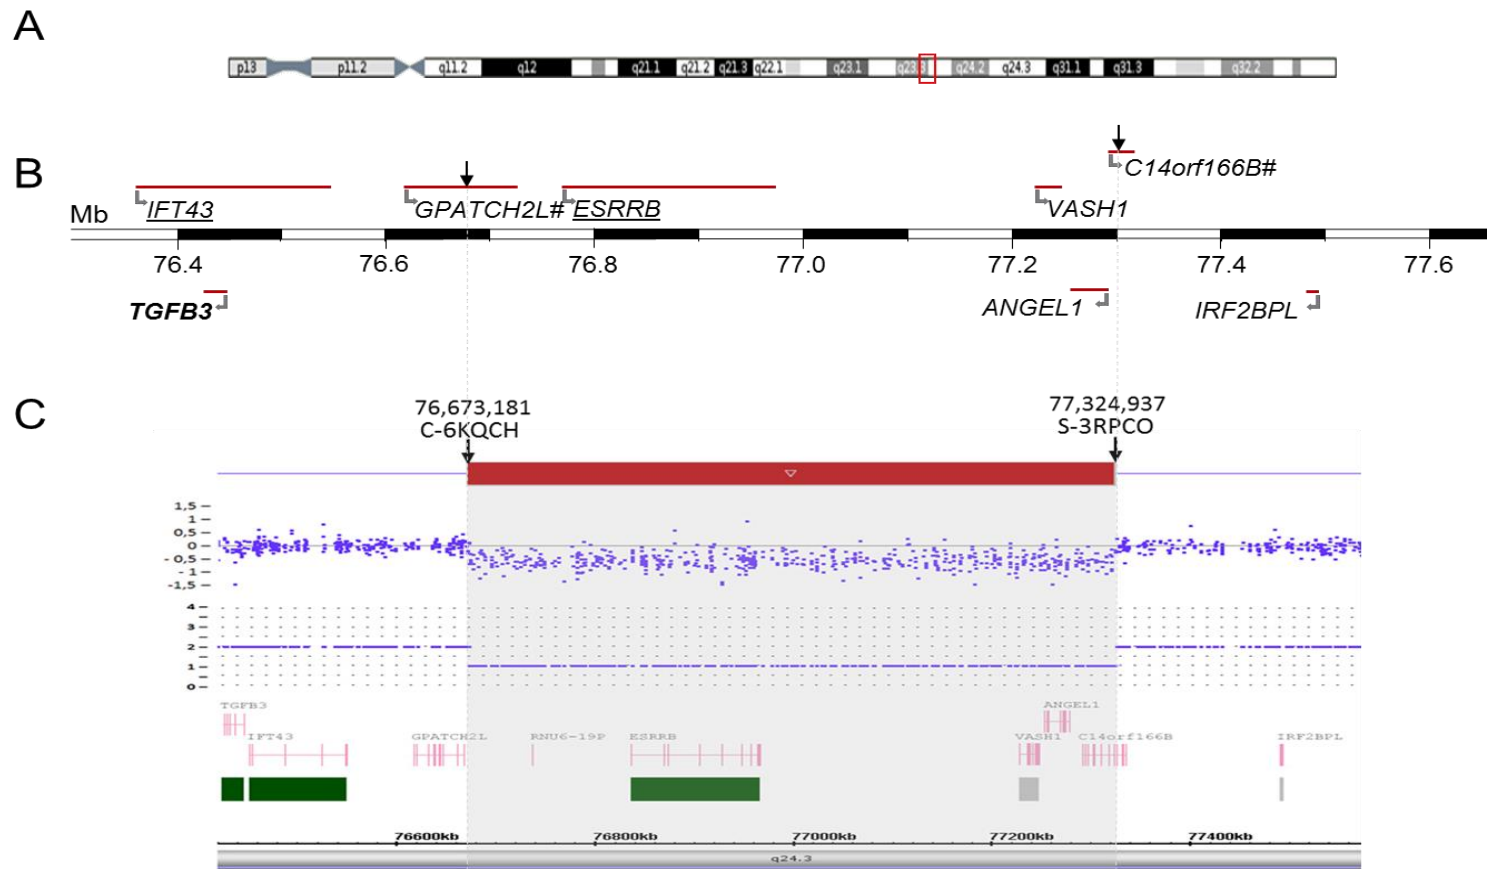 A
p13 p11.2 q11.2 q12 q21.1 q21.2 q21.3 q22.1 q23.1 q23.3 q24.2 q24.3 q31.1 q31.3 q32.2
B
C14orf166B#
IFT43 GPATCH2L# ESRRB VASH1
Mb
76.4 76.6 76.8 77.0 77.2 77.4 77.6
TGFB3 ANGEL1 IRF2BPL
C
76,673,181 77,324,937
C-6KQCH S-3RPCO
1,5
1
0,5
0
-0,5
-1
-1,5
4
3
2
1
0
TGFB3 ANGEL1
IFT43 GPATCH2L RNU6-19P ESRRB VASH1 C14orf166B IRF2BPL
76600kb 76800kb 77000kb 77200kb 77400kb
q24.3